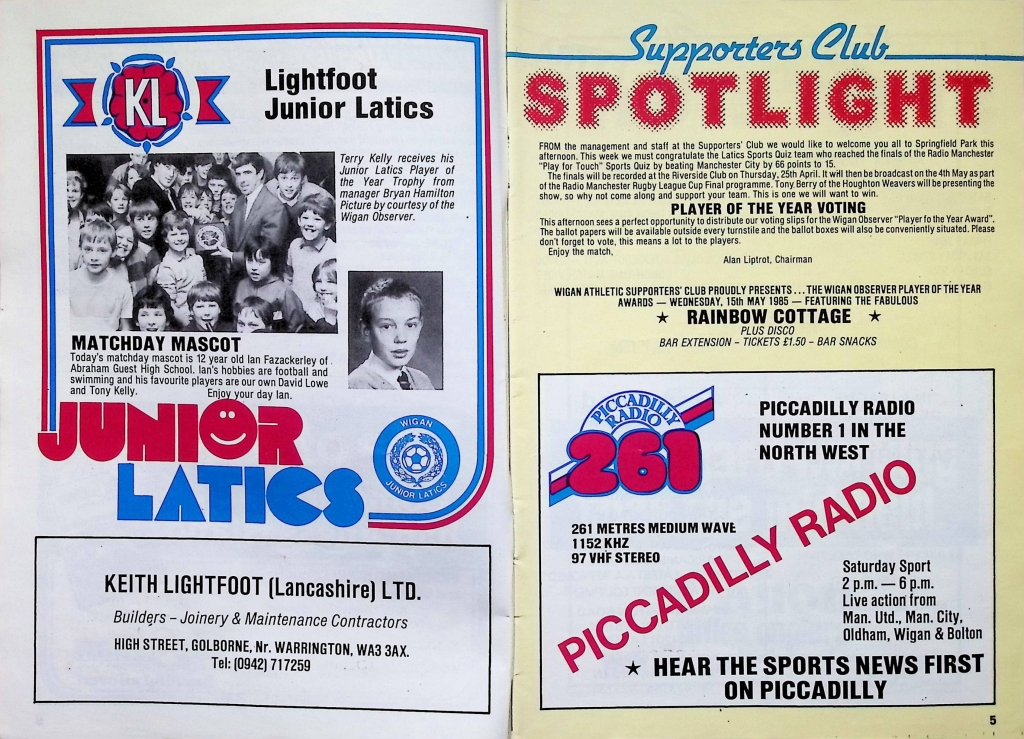 KL
Lightfoot
Junior Latics
Terry Kelly receives his
Junior Latics Player of
the Year Trophy from
manager Bryan Hamilton
Picture by courtesy of the
Wigan Observer.
MATCHDAY MASCOT
Today's matchday mascot is 12 year old Ian Fazackerley of
Abraham Guest High School. Ian's hobbies are football and
swimming and his favourite players are our own David Lowe
and Tony Kelly. Enjoy your day Ian.
JUNIOR
LATICS
WIGAN
JUNIOR LATICS
KEITH LIGHTFOOT (Lancashire) LTD.
Builders – Joinery & Maintenance Contractors
HIGH STREET, GOLBORNE, Nr. WARRINGTON, WA3 3AX.
Tel: (0942) 717259
Supporters Club
SPOTLIGHT
FROM the management and staff at the Supporters' Club we would like to welcome you all to Springfield Park this
afternoon. This week we must congratulate the Latics Sports Quiz team who reached the finals of the Radio Manchester
"Play for Touch" Sports Quiz by beating Manchester City by 66 points to 15.
The finals will be recorded at the Riverside Club on Thursday, 25th April. It will then be broadcast on the 4th May as part
of the Radio Manchester Rugby League Cup Final programme. Tony Berry of the Houghton Weavers will be presenting the
show, so why not come along and support your team. This is one we will want to win.
PLAYER OF THE YEAR VOTING
This afternoon sees a perfect opportunity to distribute our voting slips for the Wigan Observer "Player fo the Year Award".
The ballot papers will be available outside every turnstile and the ballot boxes will also be conveniently situated. Please
don't forget to vote, this means a lot to the players.
Enjoy the match,
Alan Liptrot, Chairman
WIGAN ATHLETIC SUPPORTERS' CLUB PROUDLY PRESENTS . . . THE WIGAN OBSERVER PLAYER OF THE YEAR
AWARDS — WEDNESDAY, 15th MAY 1985 — FEATURING THE FABULOUS
★ RAINBOW COTTAGE ★
PLUS DISCO
BAR EXTENSION – TICKETS £1.50 – BAR SNACKS
PICCADILLY
RADIO
261
PICCADILLY RADIO
NUMBER 1 IN THE
NORTH WEST
261 METRES MEDIUM WAVE
1152 KHZ
97 VHF STEREO
PICCADILLY RADIO
Saturday Sport
2 p.m. — 6 p.m.
Live action from
Man. Utd., Man. City,
Oldham, Wigan & Bolton
★ HEAR THE SPORTS NEWS FIRST
ON PICCADILLY
5